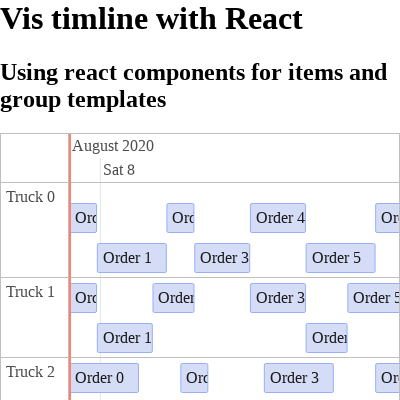 Vis timline with React
Using react components for items and
group templates
August 2020
Sat 8
Truck 0
Ord
Ord
Order 4
Or
Order 1
Order 3
Order 5
Truck 1
Ord
Order
Order 3
Order 5
Order 1
Order
Truck 2
Order 0
Ord
Order 3
Or